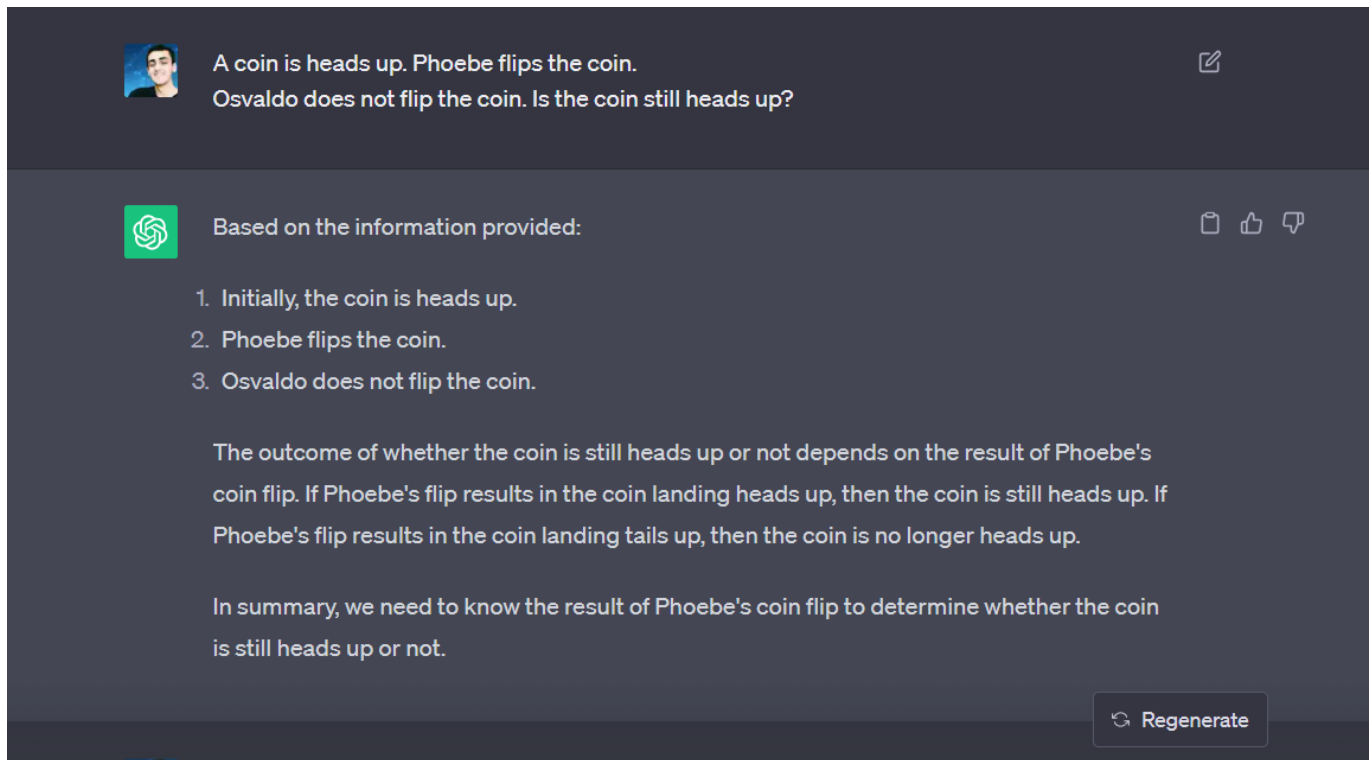 A coin is heads up. Phoebe flips the coin.
Osvaldo does not flip the coin. Is the coin still heads up?
Based on the information provided:
1. Initially, the coin is heads up.
2. Phoebe flips the coin.
3. Osvaldo does not flip the coin.
The outcome of whether the coin is still heads up or not depends on the result of Phoebe's
coin flip. If Phoebe's flip results in the coin landing heads up, then the coin is still heads up. If
Phoebe's flip results in the coin landing tails up, then the coin is no longer heads up.
In summary, we need to know the result of Phoebe's coin flip to determine whether the coin
is still heads up or not.
Regenerate